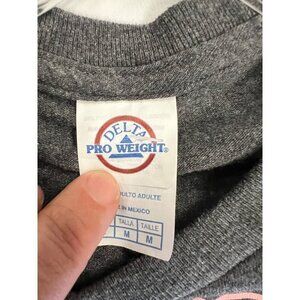 DELTA
PRO WEIGHT®
ADULTO ADULTE
IN MEXICO
TALLA TAILLE
M M